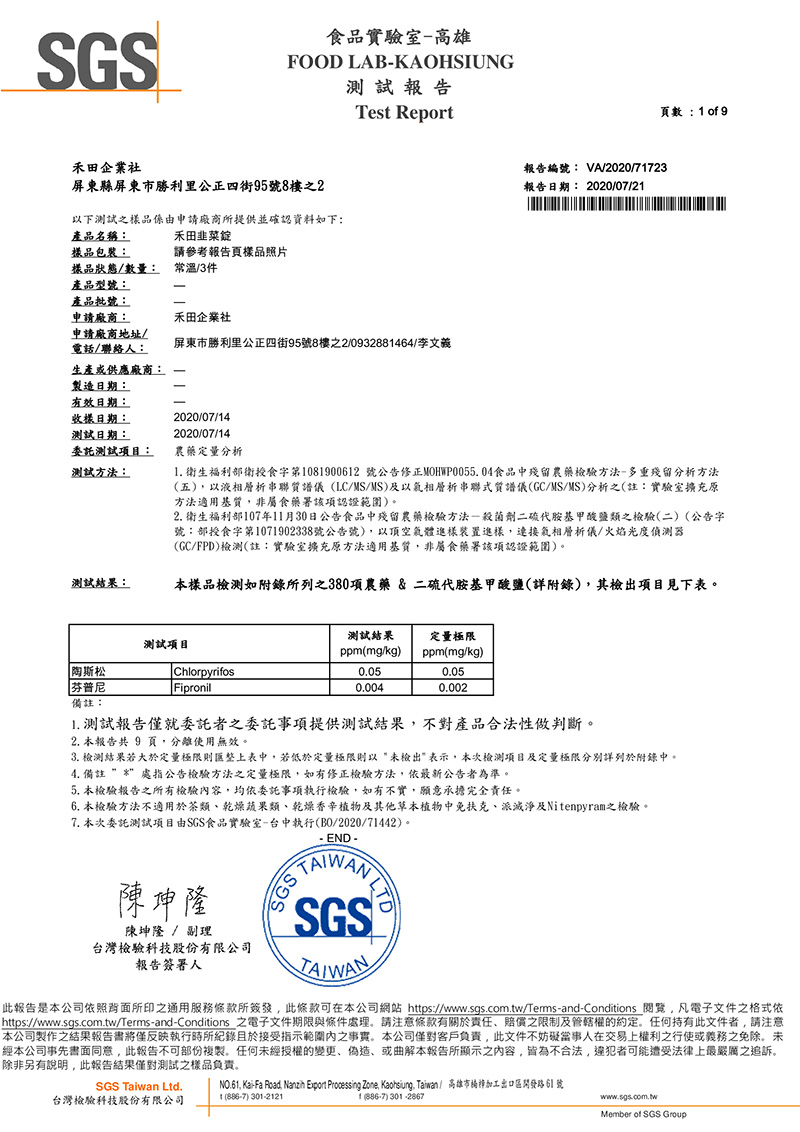 SGS
食品實驗室-高雄
FOOD LAB-KAOHSIUNG
測 試 報 告
Test Report
頁數 : 1 of 9
禾田企業社
屏東縣屏東市勝利里公正四街95號8樓之2
報告編號： VA/2020/71723
報告日期： 2020/07/21
以下測試之樣品係由申請廠商所提供並確認資料如下:
產品名稱： 禾田韭菜錠
樣品包裝： 請參考報告頁樣品照片
樣品狀態/數量： 常溫/3件
產品型號： —
產品批號： —
申請廠商： 禾田企業社
申請廠商地址/
電話/聯絡人： 屏東市勝利里公正四街95號8樓之2/0932881464/李文義
生產或供應廠商： —
製造日期： —
有效日期： —
收樣日期： 2020/07/14
測試日期： 2020/07/14
委託測試項目： 農藥定量分析
測試方法： 1.衛生福利部衛授食字第1081900612 號公告修正MOHWP0055.04食品中殘留農藥檢驗方法-多重殘留分析方法
(五)，以液相層析串聯質譜儀 (LC/MS/MS)及以氣相層析串聯式質譜儀(GC/MS/MS)分析之(註：實驗室擴充原
方法適用基質，非屬食藥署該項認證範圍)。
2.衛生福利部107年11月30日公告食品中殘留農藥檢驗方法－殺菌劑二硫代胺基甲酸鹽類之檢驗(二) (公告字
號：部授食字第1071902338號公告號)，以頂空氣體進樣裝置進樣，連接氣相層析儀/火焰光度偵測器
(GC/FPD)檢測(註：實驗室擴充原方法適用基質，非屬食藥署該項認證範圍)。
測試結果： 本樣品檢測如附錄所列之380項農藥 & 二硫代胺基甲酸鹽(詳附錄)，其檢出項目見下表。
測試項目 測試結果 ppm(mg/kg) 定量極限 ppm(mg/kg)
陶斯松 Chlorpyrifos 0.05 0.05
芬普尼 Fipronil 0.004 0.002
備註：
1.測試報告僅就委託者之委託事項提供測試結果，不對產品合法性做判斷。
2.本報告共 9 頁，分離使用無效。
3.檢測結果若大於定量極限則匯整上表中，若低於定量極限則以 "未檢出"表示，本次檢測項目及定量極限分別詳列於附錄中。
4.備註 ＂*＂處指公告檢驗方法之定量極限，如有修正檢驗方法，依最新公告者為準。
5.本檢驗報告之所有檢驗內容，均依委託事項執行檢驗，如有不實，願意承擔完全責任。
6.本檢驗方法不適用於茶類、乾燥蔬果類、乾燥香辛植物及其他草本植物中免扶克、派滅淨及Nitenpyram之檢驗。
7.本次委託測試項目由SGS食品實驗室-台中執行(BO/2020/71442)。
- END -
陳坤隆
陳坤隆 / 副理
台灣檢驗科技股份有限公司
報告簽署人
SGS TAIWAN LTD
SGS
TAIWAN
此報告是本公司依照背面所印之通用服務條款所簽發，此條款可在本公司網站 https://www.sgs.com.tw/Terms-and-Conditions 閱覽，凡電子文件之格式依
https://www.sgs.com.tw/Terms-and-Conditions 之電子文件期限與條件處理。請注意條款有關於責任、賠償之限制及管轄權的約定。任何持有此文件者，請注意
本公司製作之結果報告書將僅反映執行時所紀錄且於接受指示範圍內之事實。本公司僅對客戶負責，此文件不妨礙當事人在交易上權利之行使或義務之免除。未
經本公司事先書面同意，此報告不可部份複製。任何未經授權的變更、偽造、或曲解本報告所顯示之內容，皆為不合法，違犯者可能遭受法律上最嚴厲之追訴。
除非另有說明，此報告結果僅對測試之樣品負責。
SGS Taiwan Ltd.
台灣檢驗科技股份有限公司
NO.61, Kai-Fa Road, Nanzih Export Processing Zone, Kaohsiung, Taiwan / 高雄市楠梓加工出口區開發路61號
t (886-7) 301-2121 f (886-7) 301 -2867 www.sgs.com.tw
Member of SGS Group